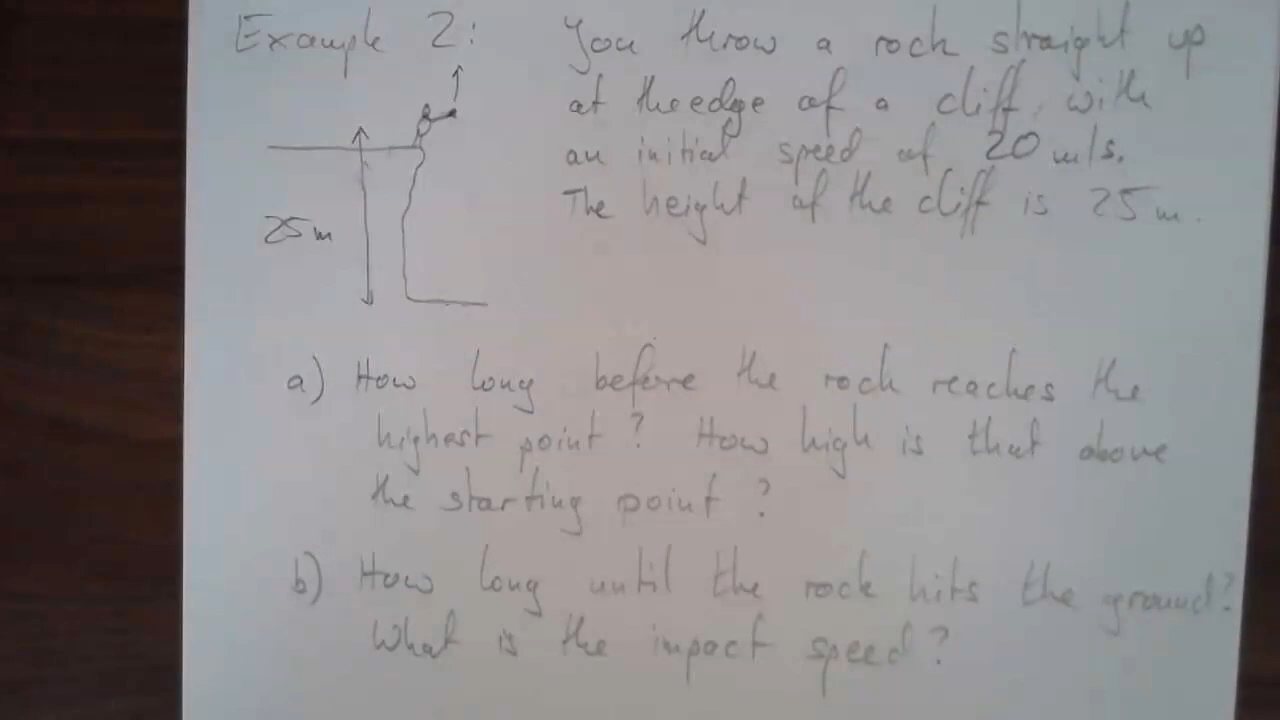 Example 2: You throw a rock straight up
at the edge of a cliff, with
an initial speed of 20 m/s.
The height of the cliff is 25 m.
25 m
a) How long before the rock reaches the
highest point? How high is that above
the starting point?
b) How long until the rock hits the ground?
What is the impact speed?